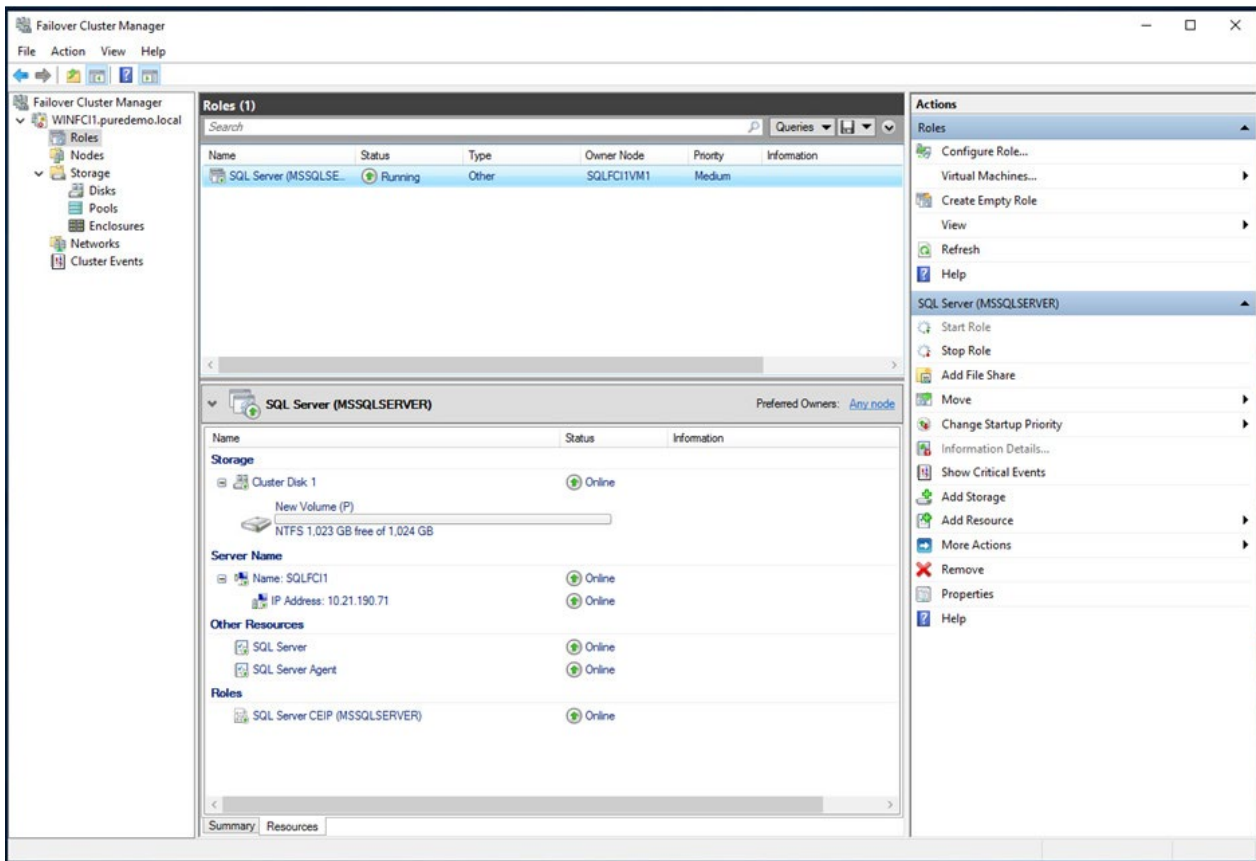 Failover Cluster Manager
File Action View Help
Failover Cluster Manager
WINFCI1.puredemo.local
Roles
Nodes
Storage
Disks
Pools
Enclosures
Networks
Cluster Events
Roles (1)
Search
Queries
Name Status Type Owner Node Priority Information
SQL Server (MSSQLSE... Running Other SQLFCI1VM1 Medium
SQL Server (MSSQLSERVER) Preferred Owners: Any node
Name Status Information
Storage
Cluster Disk 1 Online
New Volume (P)
NTFS 1,023 GB free of 1,024 GB
Server Name
Name: SQLFCI1 Online
IP Address: 10.21.190.71 Online
Other Resources
SQL Server Online
SQL Server Agent Online
Roles
SQL Server CEIP (MSSQLSERVER) Online
Summary Resources
Actions
Roles
Configure Role...
Virtual Machines...
Create Empty Role
View
Refresh
Help
SQL Server (MSSQLSERVER)
Start Role
Stop Role
Add File Share
Move
Change Startup Priority
Information Details...
Show Critical Events
Add Storage
Add Resource
More Actions
Remove
Properties
Help